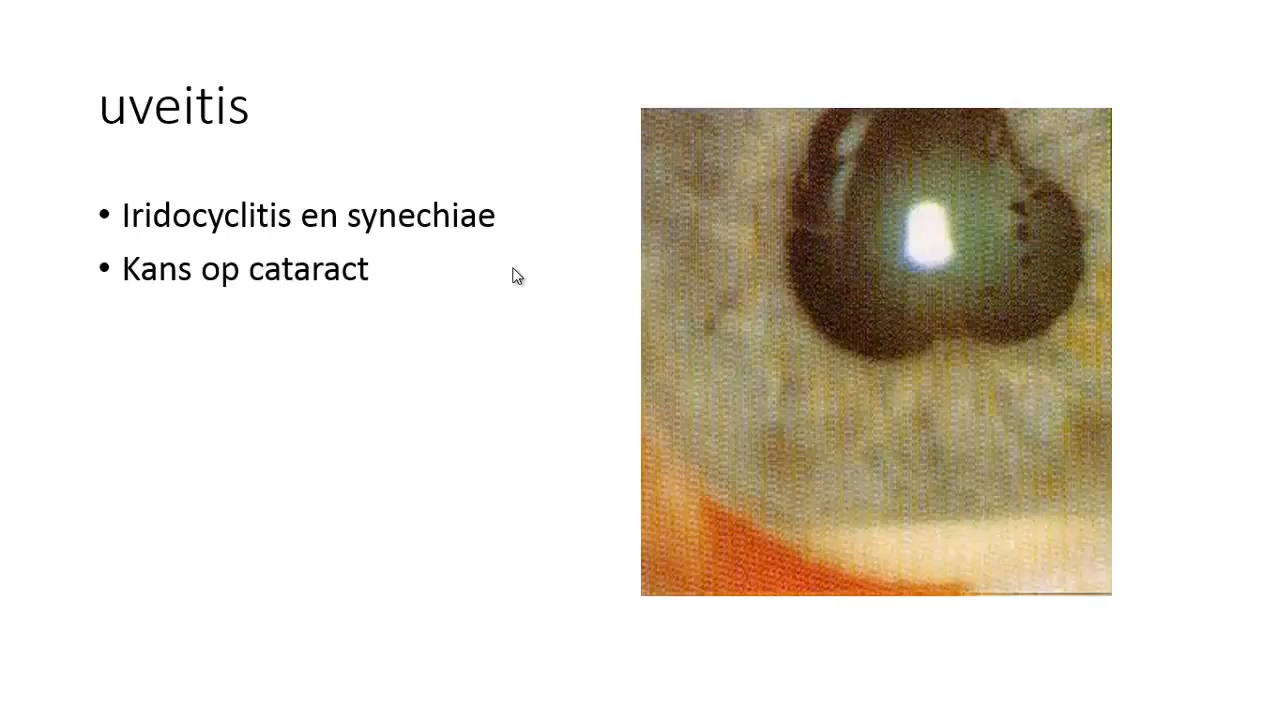 uveitis
• Iridocyclitis en synechiae
• Kans op cataract